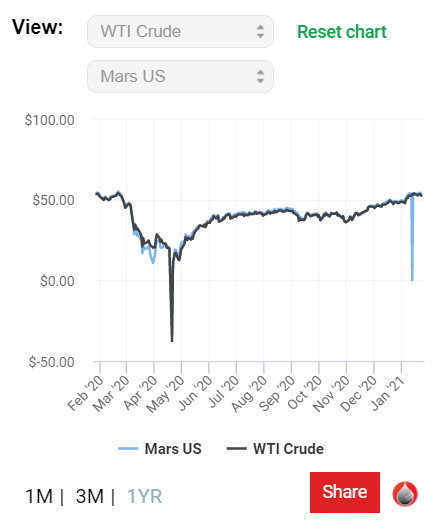 View:
WTI Crude
Reset chart
Mars US
$100.00
$50.00
$0.00
$-50.00
Feb '20
Mar '20
Apr '20
May '20
Jun '20
Jul '20
Aug '20
Sep '20
Oct '20
Nov '20
Dec '20
Jan '21
Mars US
WTI Crude
1M | 3M | 1YR
Share